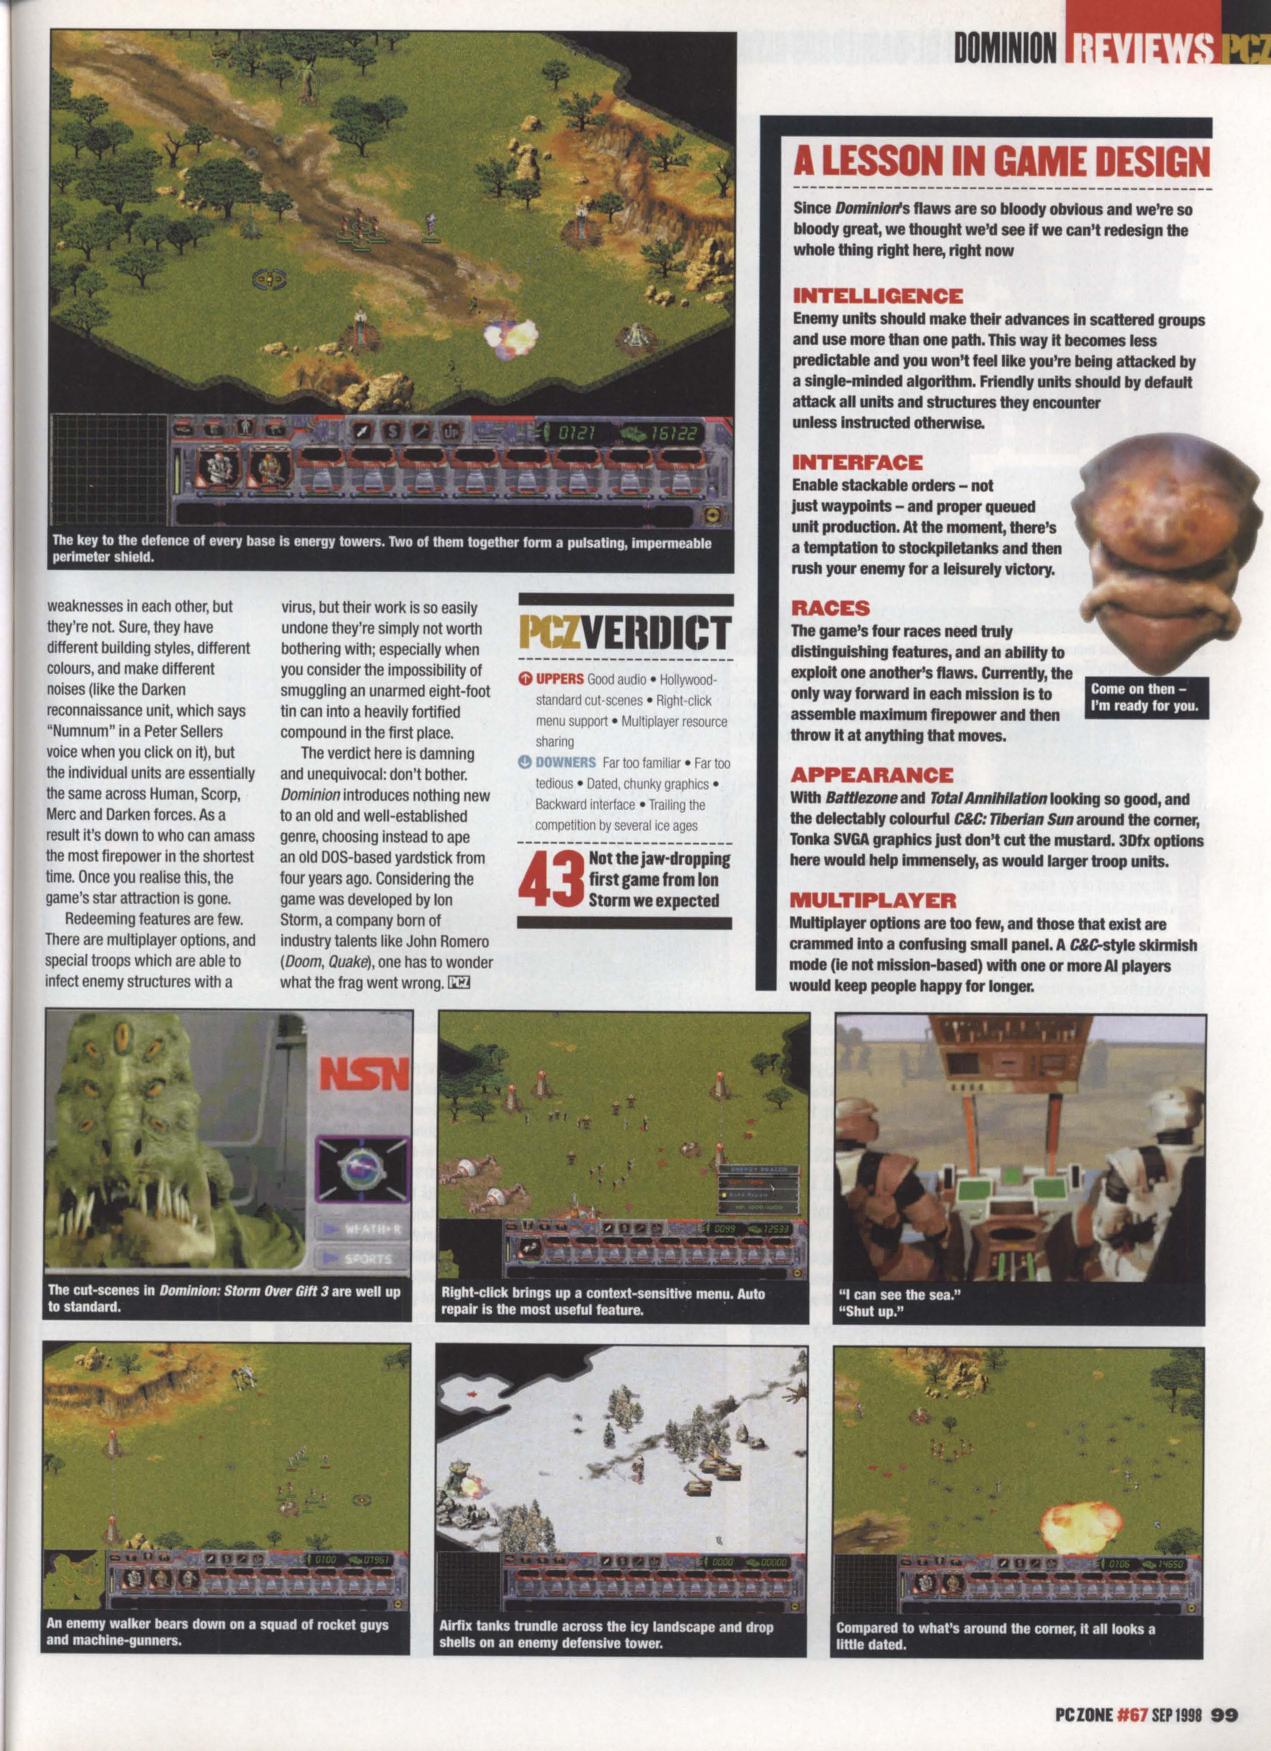 DOMINION REVIEWS PCZ
0121 16122
The key to the defence of every base is energy towers. Two of them together form a pulsating, impermeable
perimeter shield.
weaknesses in each other, but
they're not. Sure, they have
different building styles, different
colours, and make different
noises (like the Darken
reconnaissance unit, which says
"Numnum" in a Peter Sellers
voice when you click on it), but
the individual units are essentially
the same across Human, Scorp,
Merc and Darken forces. As a
result it's down to who can amass
the most firepower in the shortest
time. Once you realise this, the
game's star attraction is gone.
Redeeming features are few.
There are multiplayer options, and
special troops which are able to
infect enemy structures with a
virus, but their work is so easily
undone they're simply not worth
bothering with; especially when
you consider the impossibility of
smuggling an unarmed eight-foot
tin can into a heavily fortified
compound in the first place.
The verdict here is damning
and unequivocal: don't bother.
Dominion introduces nothing new
to an old and well-established
genre, choosing instead to ape
an old DOS-based yardstick from
four years ago. Considering the
game was developed by Ion
Storm, a company born of
industry talents like John Romero
(Doom, Quake), one has to wonder
what the frag went wrong. PCZ
PCZVERDICT
UPPERS Good audio • Hollywood-
standard cut-scenes • Right-click
menu support • Multiplayer resource
sharing
DOWNERS Far too familiar • Far too
tedious • Dated, chunky graphics •
Backward interface • Trailing the
competition by several ice ages
43 Not the jaw-dropping
first game from Ion
Storm we expected
A LESSON IN GAME DESIGN
Since Dominion's flaws are so bloody obvious and we're so
bloody great, we thought we'd see if we can't redesign the
whole thing right here, right now
INTELLIGENCE
Enemy units should make their advances in scattered groups
and use more than one path. This way it becomes less
predictable and you won't feel like you're being attacked by
a single-minded algorithm. Friendly units should by default
attack all units and structures they encounter
unless instructed otherwise.
INTERFACE
Enable stackable orders – not
just waypoints – and proper queued
unit production. At the moment, there's
a temptation to stockpiletanks and then
rush your enemy for a leisurely victory.
RACES
The game's four races need truly
distinguishing features, and an ability to
exploit one another's flaws. Currently, the
only way forward in each mission is to
assemble maximum firepower and then
throw it at anything that moves.
Come on then –
I'm ready for you.
APPEARANCE
With Battlezone and Total Annihilation looking so good, and
the delectably colourful C&C: Tiberian Sun around the corner,
Tonka SVGA graphics just don't cut the mustard. 3Dfx options
here would help immensely, as would larger troop units.
MULTIPLAYER
Multiplayer options are too few, and those that exist are
crammed into a confusing small panel. A C&C-style skirmish
mode (ie not mission-based) with one or more AI players
would keep people happy for longer.
NSN
WEATHER
SPORTS
The cut-scenes in Dominion: Storm Over Gift 3 are well up
to standard.
0099 12533
Right-click brings up a context-sensitive menu. Auto
repair is the most useful feature.
"I can see the sea."
"Shut up."
0100 07961
An enemy walker bears down on a squad of rocket guys
and machine-gunners.
0000 00000
Airfix tanks trundle across the icy landscape and drop
shells on an enemy defensive tower.
0106 14550
Compared to what's around the corner, it all looks a
little dated.
PC ZONE #67 SEP 1998 99